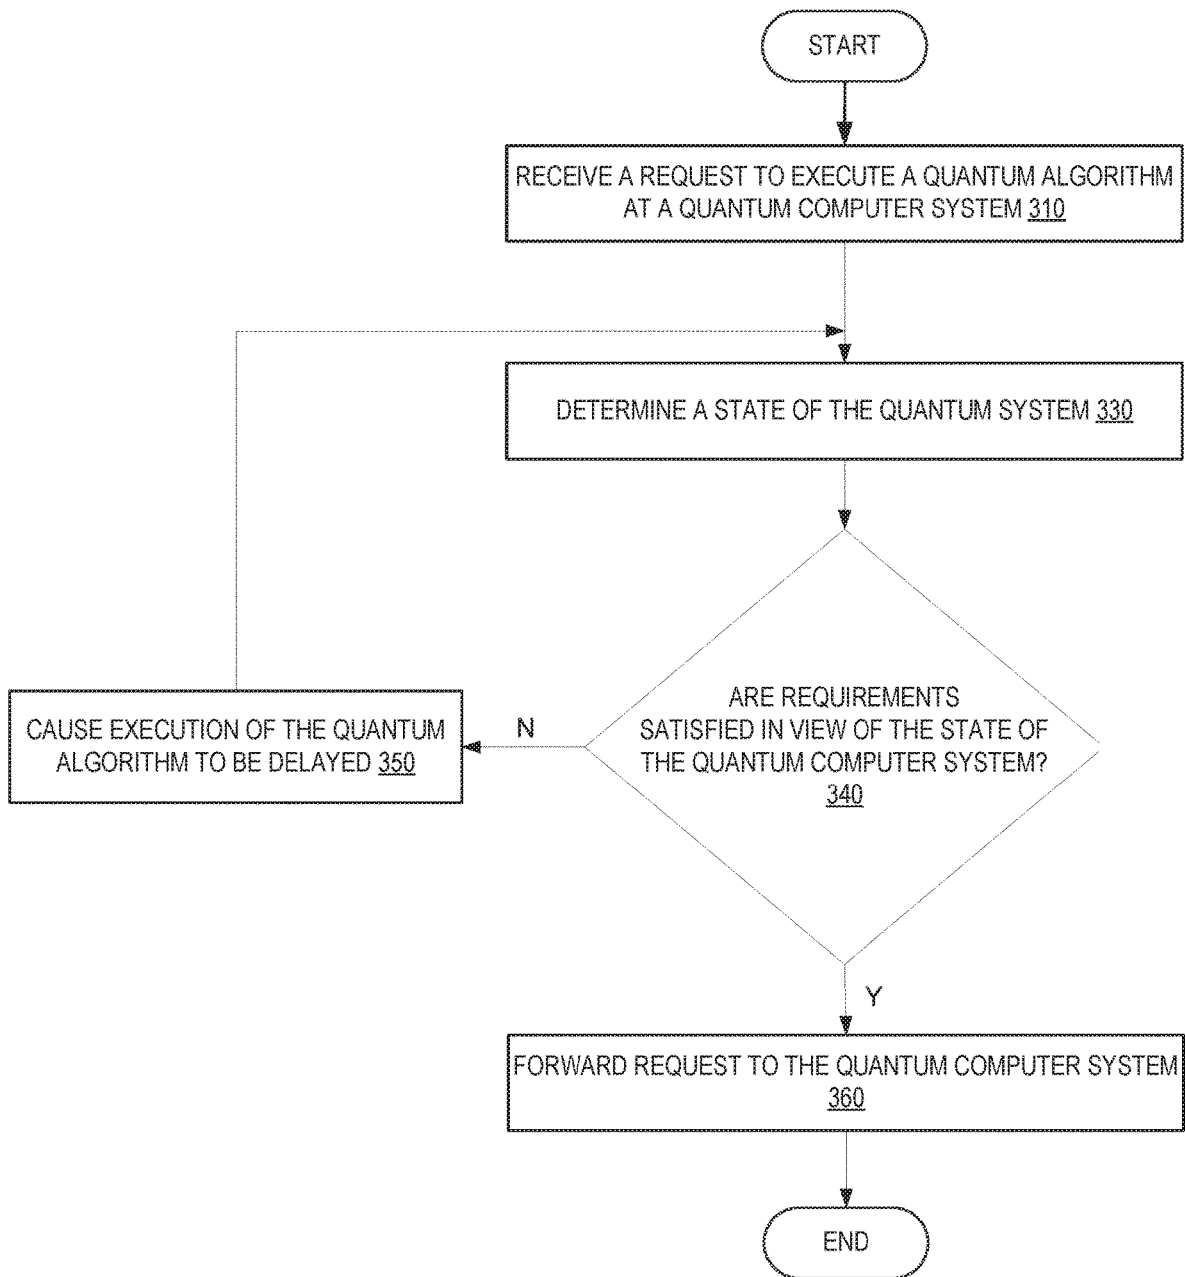 START
RECEIVE A REQUEST TO EXECUTE A QUANTUM ALGORITHM
AT A QUANTUM COMPUTER SYSTEM 310
DETERMINE A STATE OF THE QUANTUM SYSTEM 330
ARE REQUIREMENTS
SATISFIED IN VIEW OF THE STATE OF
THE QUANTUM COMPUTER SYSTEM?
340
N
CAUSE EXECUTION OF THE QUANTUM
ALGORITHM TO BE DELAYED 350
Y
FORWARD REQUEST TO THE QUANTUM COMPUTER SYSTEM
360
END